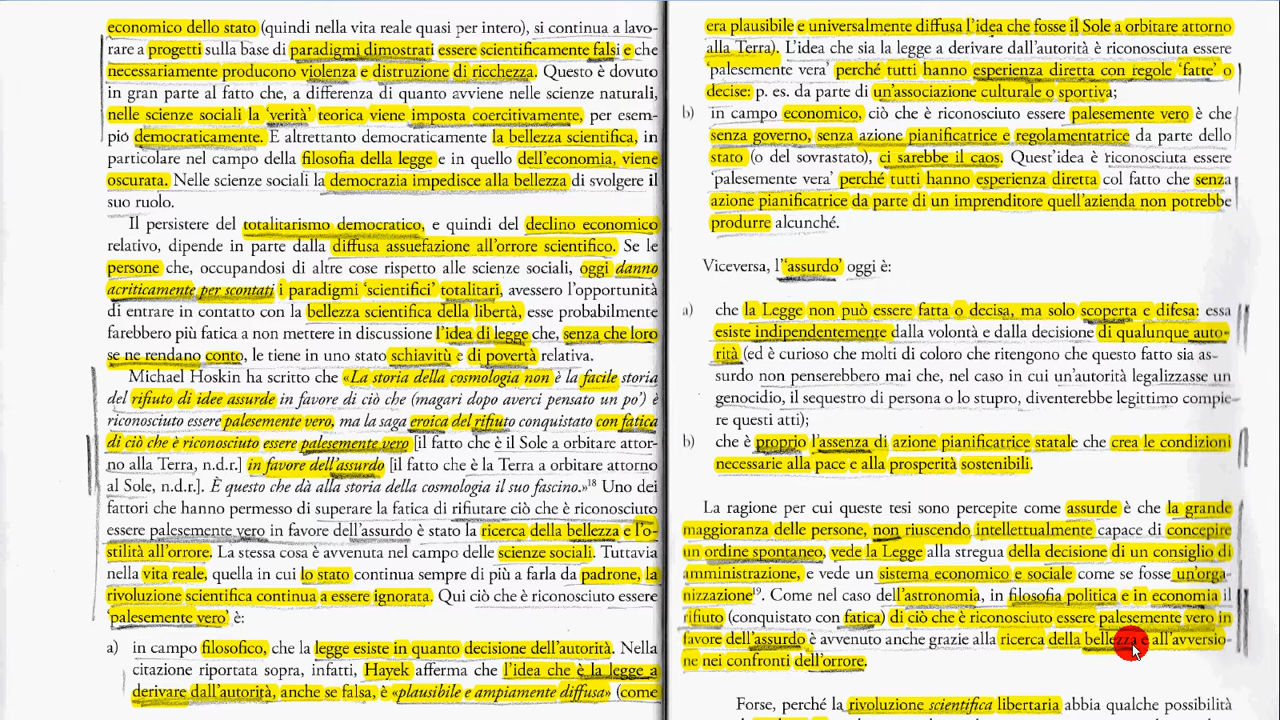 economico dello stato (quindi nella vita reale quasi per intero), si continua a lavo-
rare a progetti sulla base di paradigmi dimostrati essere scientificamente falsi e che
necessariamente producono violenza e distruzione di ricchezza. Questo è dovuto
in gran parte al fatto che, a differenza di quanto avviene nelle scienze naturali,
nelle scienze sociali la 'verità' teorica viene imposta coercitivamente, per esem-
pio democraticamente. E altrettanto democraticamente la bellezza scientifica, in
particolare nel campo della filosofia della legge e in quello dell'economia, viene
oscurata. Nelle scienze sociali la democrazia impedisce alla bellezza di svolgere il
suo ruolo.
Il persistere del totalitarismo democratico, e quindi del declino economico
relativo, dipende in parte dalla diffusa assuefazione all'orrore scientifico. Se le
persone che, occupandosi di altre cose rispetto alle scienze sociali, oggi danno
acriticamente per scontati i paradigmi 'scientifici' totalitari, avessero l'opportunità
di entrare in contatto con la bellezza scientifica della libertà, esse probabilmente
farebbero più fatica a non mettere in discussione l'idea di legge che, senza che loro
se ne rendano conto, le tiene in uno stato schiavitù e di povertà relativa.
Michael Hoskin ha scritto che «La storia della cosmologia non è la facile storia
del rifiuto di idee assurde in favore di ciò che (magari dopo averci pensato un po') è
riconosciuto essere palesemente vero, ma la saga eroica del rifiuto conquistato con fatica
di ciò che è riconosciuto essere palesemente vero [il fatto che è il Sole a orbitare attor-
no alla Terra, n.d.r.] in favore dell'assurdo [il fatto che è la Terra a orbitare attorno
al Sole, n.d.r.]. È questo che dà alla storia della cosmologia il suo fascino.»18 Uno dei
fattori che hanno permesso di superare la fatica di rifiutare ciò che è riconosciuto
essere palesemente vero in favore dell'assurdo è stato la ricerca della bellezza e l'o-
stilità all'orrore. La stessa cosa è avvenuta nel campo delle scienze sociali. Tuttavia
nella vita reale, quella in cui lo stato continua sempre di più a farla da padrone, la
rivoluzione scientifica continua a essere ignorata. Qui ciò che è riconosciuto essere
'palesemente vero' è:
a) in campo filosofico, che la legge esiste in quanto decisione dell'autorità. Nella
citazione riportata sopra, infatti, Hayek afferma che l'idea che è la legge a
derivare dall'autorità, anche se falsa, è «plausibile e ampiamente diffusa» (come
era plausibile e universalmente diffusa l'idea che fosse il Sole a orbitare attorno
alla Terra). L'idea che sia la legge a derivare dall'autorità è riconosciuta essere
'palesemente vera' perché tutti hanno esperienza diretta con regole 'fatte' o
decise: p. es. da parte di un'associazione culturale o sportiva;
b) in campo economico, ciò che è riconosciuto essere palesemente vero è che
senza governo, senza azione pianificatrice e regolamentatrice da parte dello
stato (o del sovrastato), ci sarebbe il caos. Quest'idea è riconosciuta essere
'palesemente vera' perché tutti hanno esperienza diretta col fatto che senza
azione pianificatrice da parte di un imprenditore quell'azienda non potrebbe
produrre alcunché.
Viceversa, l''assurdo' oggi è:
a) che la Legge non può essere fatta o decisa, ma solo scoperta e difesa: essa
esiste indipendentemente dalla volontà e dalla decisione di qualunque auto-
rità (ed è curioso che molti di coloro che ritengono che questo fatto sia as-
surdo non penserebbero mai che, nel caso in cui un'autorità legalizzasse un
genocidio, il sequestro di persona o lo stupro, diventerebbe legittimo compie-
re questi atti);
b) che è proprio l'assenza di azione pianificatrice statale che crea le condizioni
necessarie alla pace e alla prosperità sostenibili.
La ragione per cui queste tesi sono percepite come assurde è che la grande
maggioranza delle persone, non riuscendo intellettualmente capace di concepire
un ordine spontaneo, vede la Legge alla stregua della decisione di un consiglio di
amministrazione, e vede un sistema economico e sociale come se fosse un'orga-
nizzazione19. Come nel caso dell'astronomia, in filosofia politica e in economia il
rifiuto (conquistato con fatica) di ciò che è riconosciuto essere palesemente vero in
favore dell'assurdo è avvenuto anche grazie alla ricerca della bellezza e all'avversio-
ne nei confronti dell'orrore.
Forse, perché la rivoluzione scientifica libertaria abbia qualche possibilità